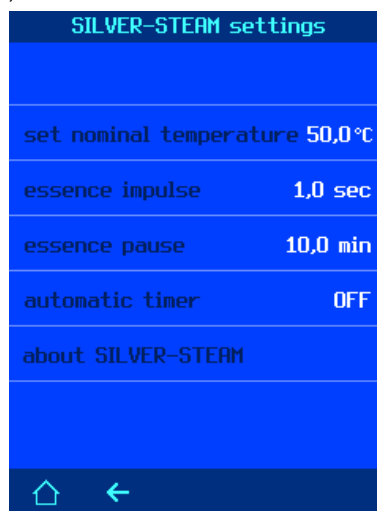 SILVER-STEAM settings
set nominal temperature 50,0°C
essence impulse 1,0 sec
essence pause 10,0 min
automatic timer OFF
about SILVER-STEAM